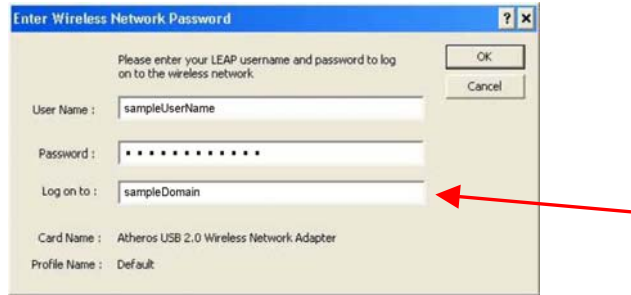 Enter Wireless Network Password
? ×
Please enter your LEAP username and password to log
on to the wireless network
OK
Cancel
User Name : sampleUserName
Password : ············
Log on to : sampleDomain
Card Name : Atheros USB 2.0 Wireless Network Adapter
Profile Name : Default